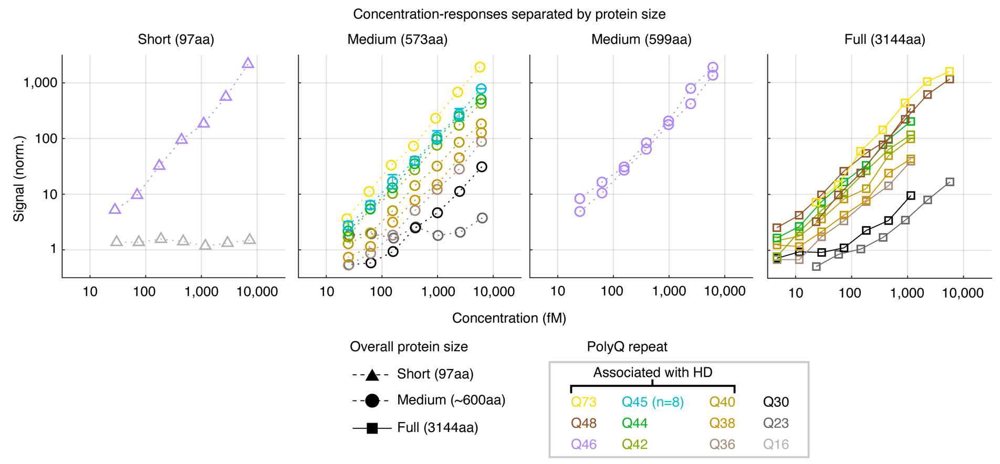 Concentration-responses separated by protein size
Short (97aa)
Medium (573aa)
Medium (599aa)
Full (3144aa)
Signal (norm.)
1,000
100
10
1
10 100 1,000 10,000
10 100 1,000 10,000
10 100 1,000 10,000
10 100 1,000 10,000
Concentration (fM)
Overall protein size
Short (97aa)
Medium (~600aa)
Full (3144aa)
PolyQ repeat
Associated with HD
Q73 Q45 (n=8) Q40 Q30
Q48 Q44 Q38 Q23
Q46 Q42 Q36 Q16